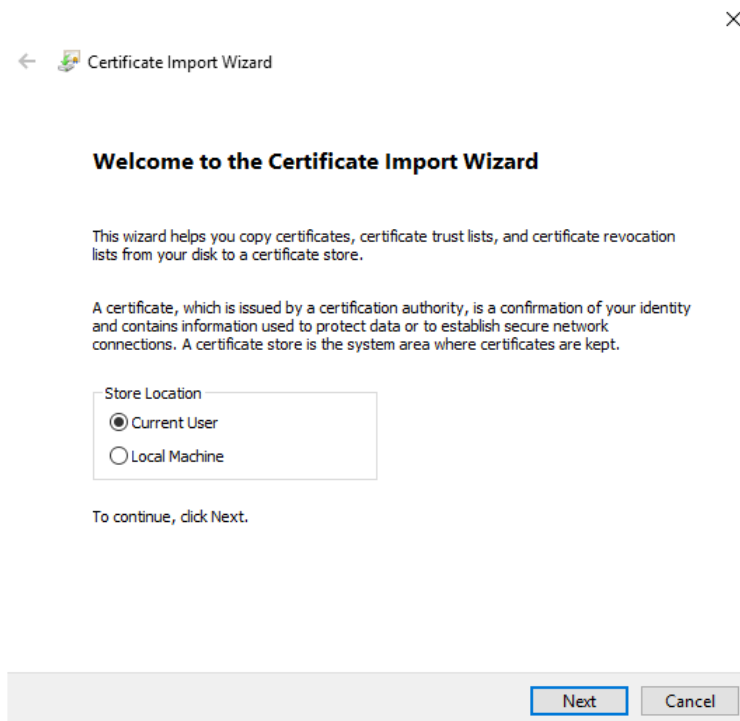 Certificate Import Wizard
Welcome to the Certificate Import Wizard
This wizard helps you copy certificates, certificate trust lists, and certificate revocation
lists from your disk to a certificate store.
A certificate, which is issued by a certification authority, is a confirmation of your identity
and contains information used to protect data or to establish secure network
connections. A certificate store is the system area where certificates are kept.
Store Location
Current User
Local Machine
To continue, click Next.
Next Cancel